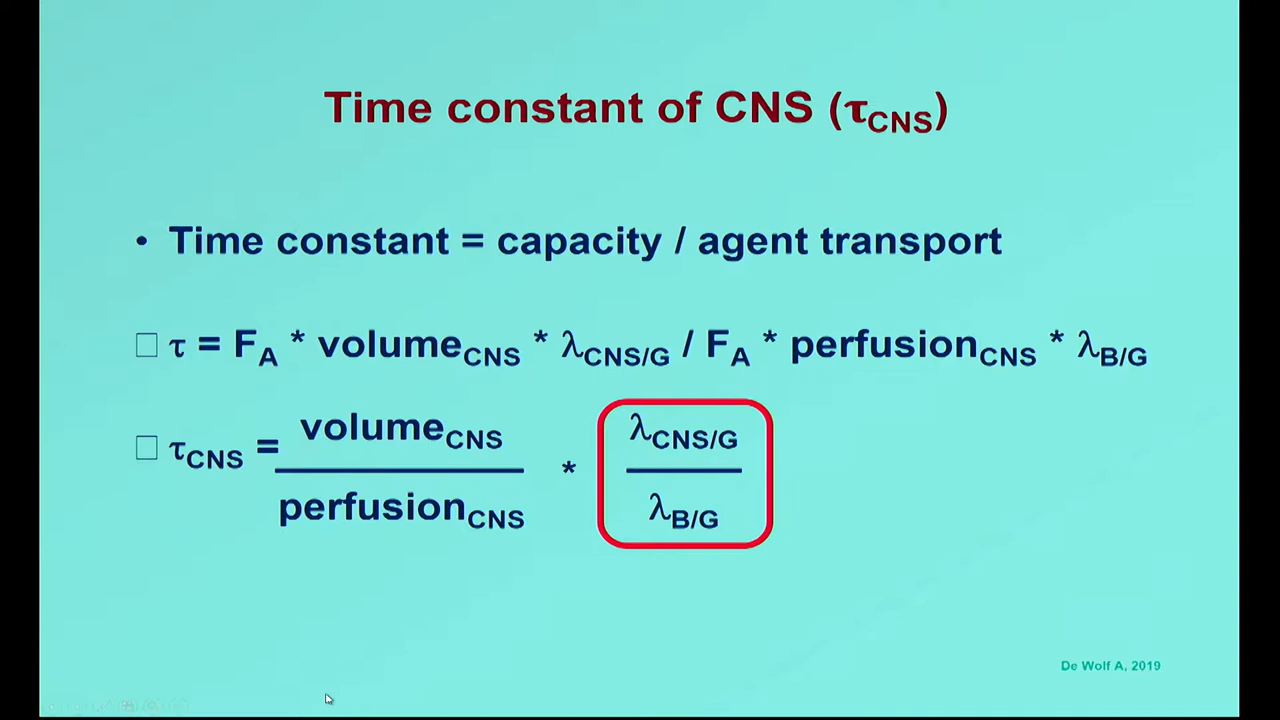 Time constant of CNS (τCNS)
• Time constant = capacity / agent transport
□ τ = FA * volumeCNS * λCNS/G / FA * perfusionCNS * λB/G
□ τCNS = volumeCNS / perfusionCNS * λCNS/G / λB/G
De Wolf A, 2019